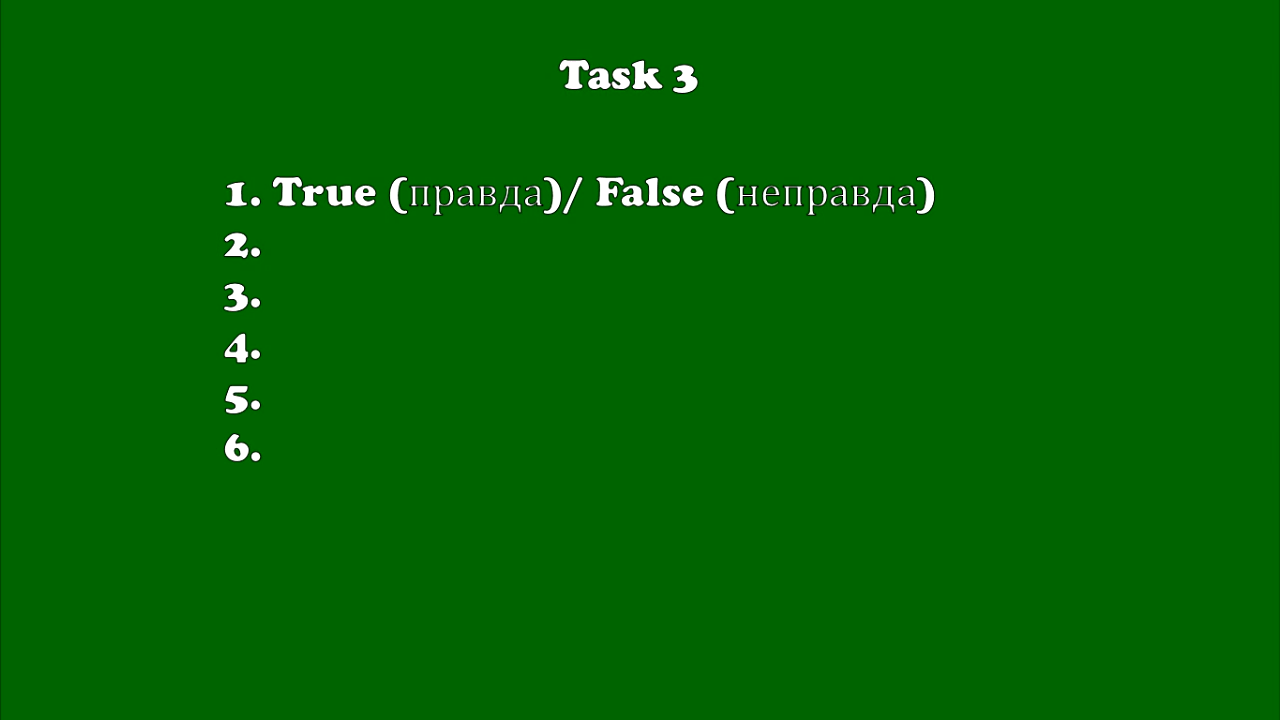 Task 3
1. True (правда)/ False (неправда)
2.
3.
4.
5.
6.